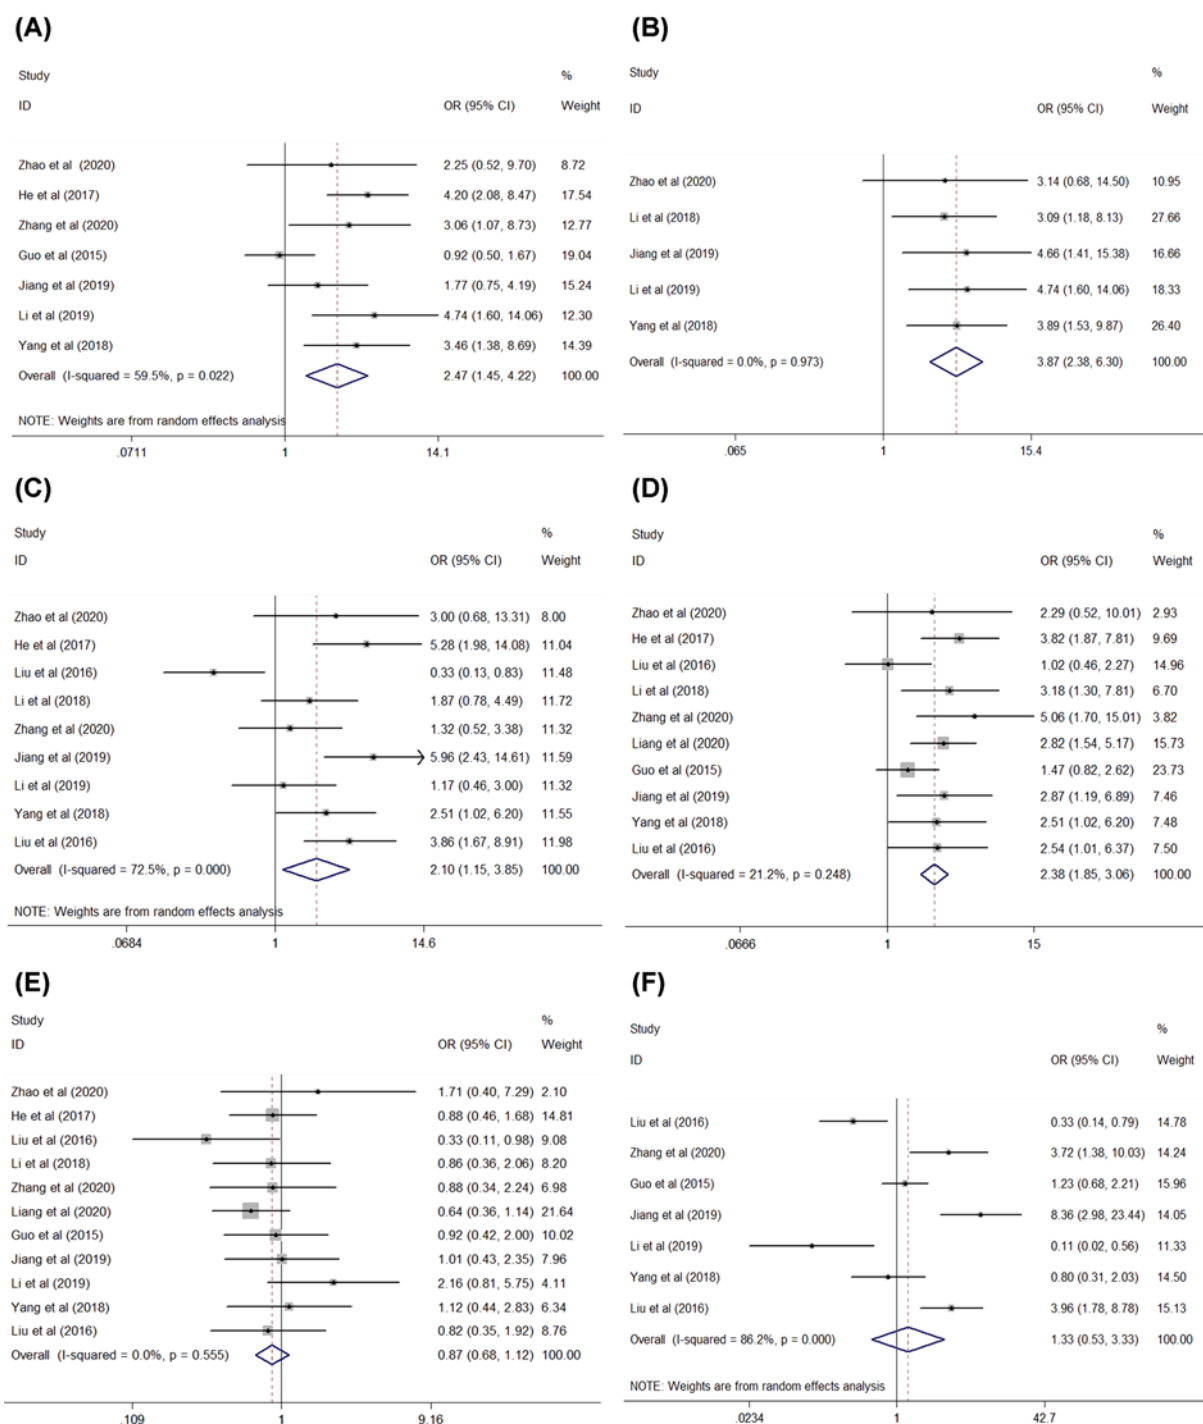 (A)
Study %
ID OR (95% CI) Weight
Zhao et al (2020) 2.25 (0.52, 9.70) 8.72
He et al (2017) 4.20 (2.08, 8.47) 17.54
Zhang et al (2020) 3.06 (1.07, 8.73) 12.77
Guo et al (2015) 0.92 (0.50, 1.67) 19.04
Jiang et al (2019) 1.77 (0.75, 4.19) 15.24
Li et al (2019) 4.74 (1.60, 14.06) 12.30
Yang et al (2018) 3.46 (1.38, 8.69) 14.39
Overall (I-squared = 59.5%, p = 0.022) 2.47 (1.45, 4.22) 100.00
NOTE: Weights are from random effects analysis
.0711 1 14.1
(B)
Study %
ID OR (95% CI) Weight
Zhao et al (2020) 3.14 (0.68, 14.50) 10.95
Li et al (2018) 3.09 (1.18, 8.13) 27.66
Jiang et al (2019) 4.66 (1.41, 15.38) 16.66
Li et al (2019) 4.74 (1.60, 14.06) 18.33
Yang et al (2018) 3.89 (1.53, 9.87) 26.40
Overall (I-squared = 0.0%, p = 0.973) 3.87 (2.38, 6.30) 100.00
.065 1 15.4
(C)
Study %
ID OR (95% CI) Weight
Zhao et al (2020) 3.00 (0.68, 13.31) 8.00
He et al (2017) 5.28 (1.98, 14.08) 11.04
Liu et al (2016) 0.33 (0.13, 0.83) 11.48
Li et al (2018) 1.87 (0.78, 4.49) 11.72
Zhang et al (2020) 1.32 (0.52, 3.38) 11.32
Jiang et al (2019) 5.96 (2.43, 14.61) 11.59
Li et al (2019) 1.17 (0.46, 3.00) 11.32
Yang et al (2018) 2.51 (1.02, 6.20) 11.55
Liu et al (2016) 3.86 (1.67, 8.91) 11.98
Overall (I-squared = 72.5%, p = 0.000) 2.10 (1.15, 3.85) 100.00
NOTE: Weights are from random effects analysis
.0684 1 14.6
(D)
Study %
ID OR (95% CI) Weight
Zhao et al (2020) 2.29 (0.52, 10.01) 2.93
He et al (2017) 3.82 (1.87, 7.81) 9.69
Liu et al (2016) 1.02 (0.46, 2.27) 14.96
Li et al (2018) 3.18 (1.30, 7.81) 6.70
Zhang et al (2020) 5.06 (1.70, 15.01) 3.82
Liang et al (2020) 2.82 (1.54, 5.17) 15.73
Guo et al (2015) 1.47 (0.82, 2.62) 23.73
Jiang et al (2019) 2.87 (1.19, 6.89) 7.46
Yang et al (2018) 2.51 (1.02, 6.20) 7.48
Liu et al (2016) 2.54 (1.01, 6.37) 7.50
Overall (I-squared = 21.2%, p = 0.248) 2.38 (1.85, 3.06) 100.00
.0666 1 15
(E)
Study %
ID OR (95% CI) Weight
Zhao et al (2020) 1.71 (0.40, 7.29) 2.10
He et al (2017) 0.88 (0.46, 1.68) 14.81
Liu et al (2016) 0.33 (0.11, 0.98) 9.08
Li et al (2018) 0.86 (0.36, 2.06) 8.20
Zhang et al (2020) 0.88 (0.34, 2.24) 6.98
Liang et al (2020) 0.64 (0.36, 1.14) 21.64
Guo et al (2015) 0.92 (0.42, 2.00) 10.02
Jiang et al (2019) 1.01 (0.43, 2.35) 7.96
Li et al (2019) 2.16 (0.81, 5.75) 4.11
Yang et al (2018) 1.12 (0.44, 2.83) 6.34
Liu et al (2016) 0.82 (0.35, 1.92) 8.76
Overall (I-squared = 0.0%, p = 0.555) 0.87 (0.68, 1.12) 100.00
.109 1 9.16
(F)
Study %
ID OR (95% CI) Weight
Liu et al (2016) 0.33 (0.14, 0.79) 14.78
Zhang et al (2020) 3.72 (1.38, 10.03) 14.24
Guo et al (2015) 1.23 (0.68, 2.21) 15.96
Jiang et al (2019) 8.36 (2.98, 23.44) 14.05
Li et al (2019) 0.11 (0.02, 0.56) 11.33
Yang et al (2018) 0.80 (0.31, 2.03) 14.50
Liu et al (2016) 3.96 (1.78, 8.78) 15.13
Overall (I-squared = 86.2%, p = 0.000) 1.33 (0.53, 3.33) 100.00
NOTE: Weights are from random effects analysis
.0234 1 42.7